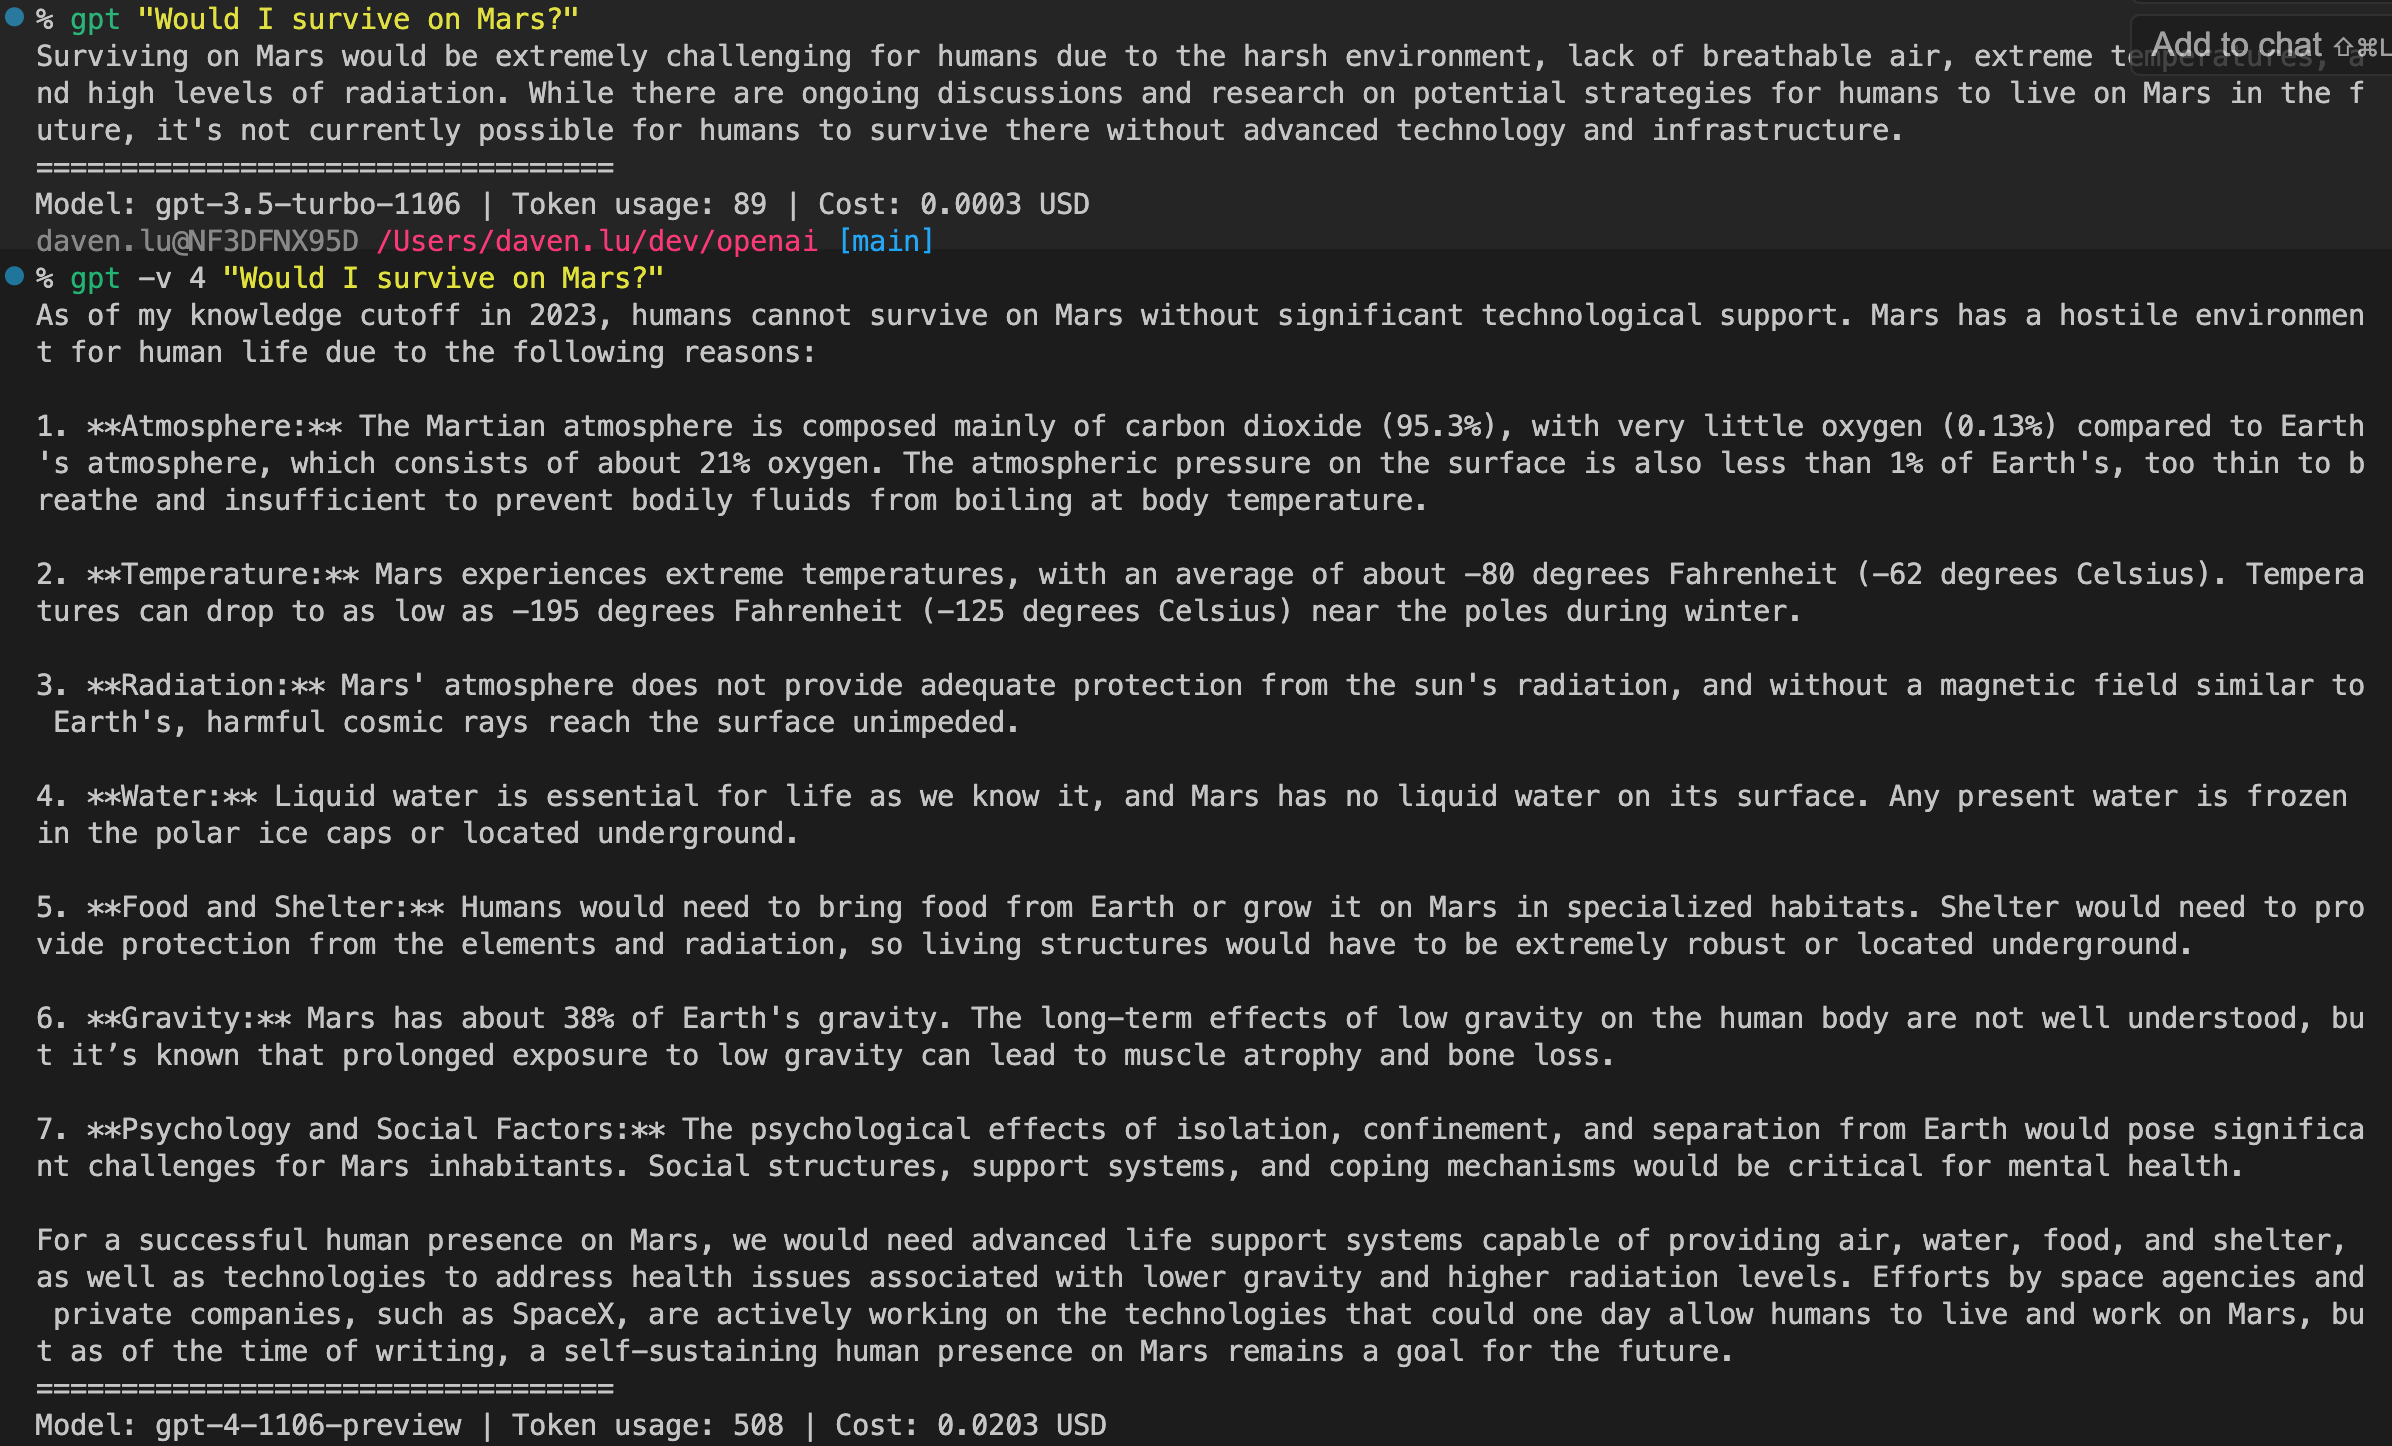 % gpt "Would I survive on Mars?"
Add to chat ⇧⌘L
Surviving on Mars would be extremely challenging for humans due to the harsh environment, lack of breathable air, extreme temperatures, a
nd high levels of radiation. While there are ongoing discussions and research on potential strategies for humans to live on Mars in the f
uture, it's not currently possible for humans to survive there without advanced technology and infrastructure.
==================================
Model: gpt-3.5-turbo-1106 | Token usage: 89 | Cost: 0.0003 USD
daven.lu@NF3DFNX95D /Users/daven.lu/dev/openai [main]
% gpt -v 4 "Would I survive on Mars?"
As of my knowledge cutoff in 2023, humans cannot survive on Mars without significant technological support. Mars has a hostile environmen
t for human life due to the following reasons:

1. **Atmosphere:** The Martian atmosphere is composed mainly of carbon dioxide (95.3%), with very little oxygen (0.13%) compared to Earth
's atmosphere, which consists of about 21% oxygen. The atmospheric pressure on the surface is also less than 1% of Earth's, too thin to b
reathe and insufficient to prevent bodily fluids from boiling at body temperature.

2. **Temperature:** Mars experiences extreme temperatures, with an average of about -80 degrees Fahrenheit (-62 degrees Celsius). Tempera
tures can drop to as low as -195 degrees Fahrenheit (-125 degrees Celsius) near the poles during winter.

3. **Radiation:** Mars' atmosphere does not provide adequate protection from the sun's radiation, and without a magnetic field similar to
 Earth's, harmful cosmic rays reach the surface unimpeded.

4. **Water:** Liquid water is essential for life as we know it, and Mars has no liquid water on its surface. Any present water is frozen
in the polar ice caps or located underground.

5. **Food and Shelter:** Humans would need to bring food from Earth or grow it on Mars in specialized habitats. Shelter would need to pro
vide protection from the elements and radiation, so living structures would have to be extremely robust or located underground.

6. **Gravity:** Mars has about 38% of Earth's gravity. The long-term effects of low gravity on the human body are not well understood, bu
t it’s known that prolonged exposure to low gravity can lead to muscle atrophy and bone loss.

7. **Psychology and Social Factors:** The psychological effects of isolation, confinement, and separation from Earth would pose significa
nt challenges for Mars inhabitants. Social structures, support systems, and coping mechanisms would be critical for mental health.

For a successful human presence on Mars, we would need advanced life support systems capable of providing air, water, food, and shelter,
as well as technologies to address health issues associated with lower gravity and higher radiation levels. Efforts by space agencies and
 private companies, such as SpaceX, are actively working on the technologies that could one day allow humans to live and work on Mars, bu
t as of the time of writing, a self-sustaining human presence on Mars remains a goal for the future.
==================================
Model: gpt-4-1106-preview | Token usage: 508 | Cost: 0.0203 USD